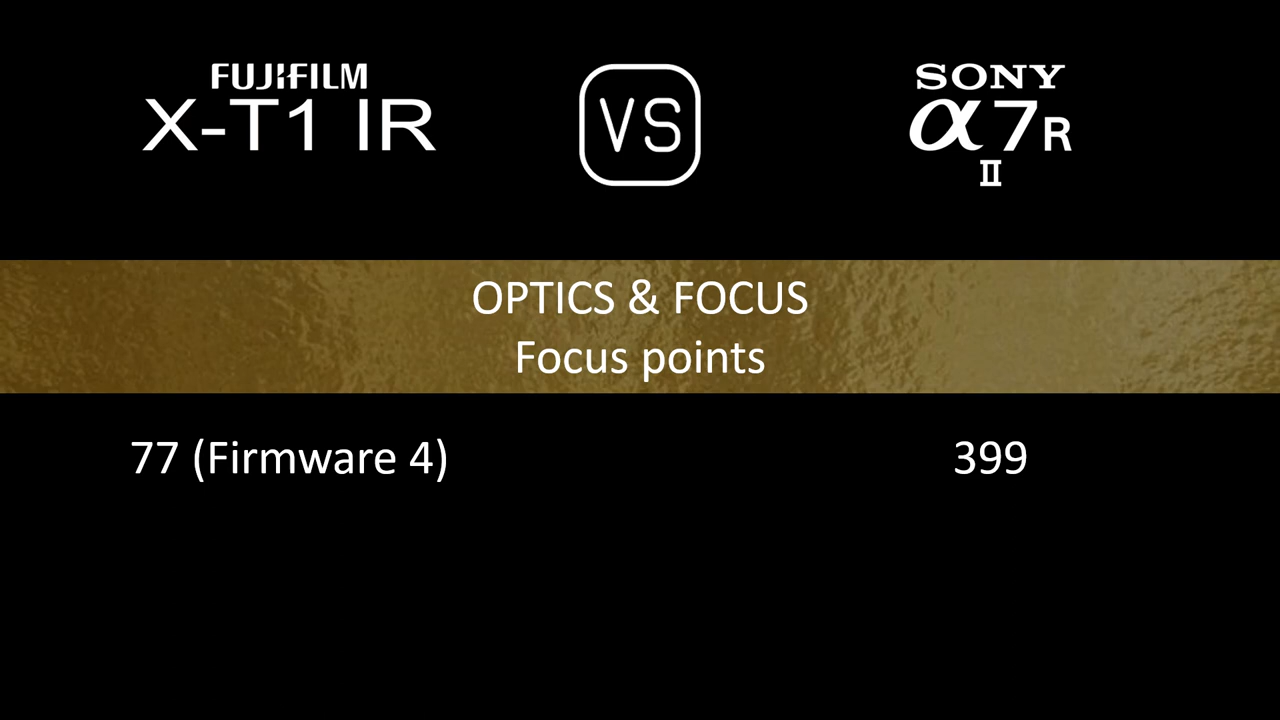 FUJIFILM
X-T1 IR
VS
SONY
α7R
II
OPTICS & FOCUS
Focus points
77 (Firmware 4)
399